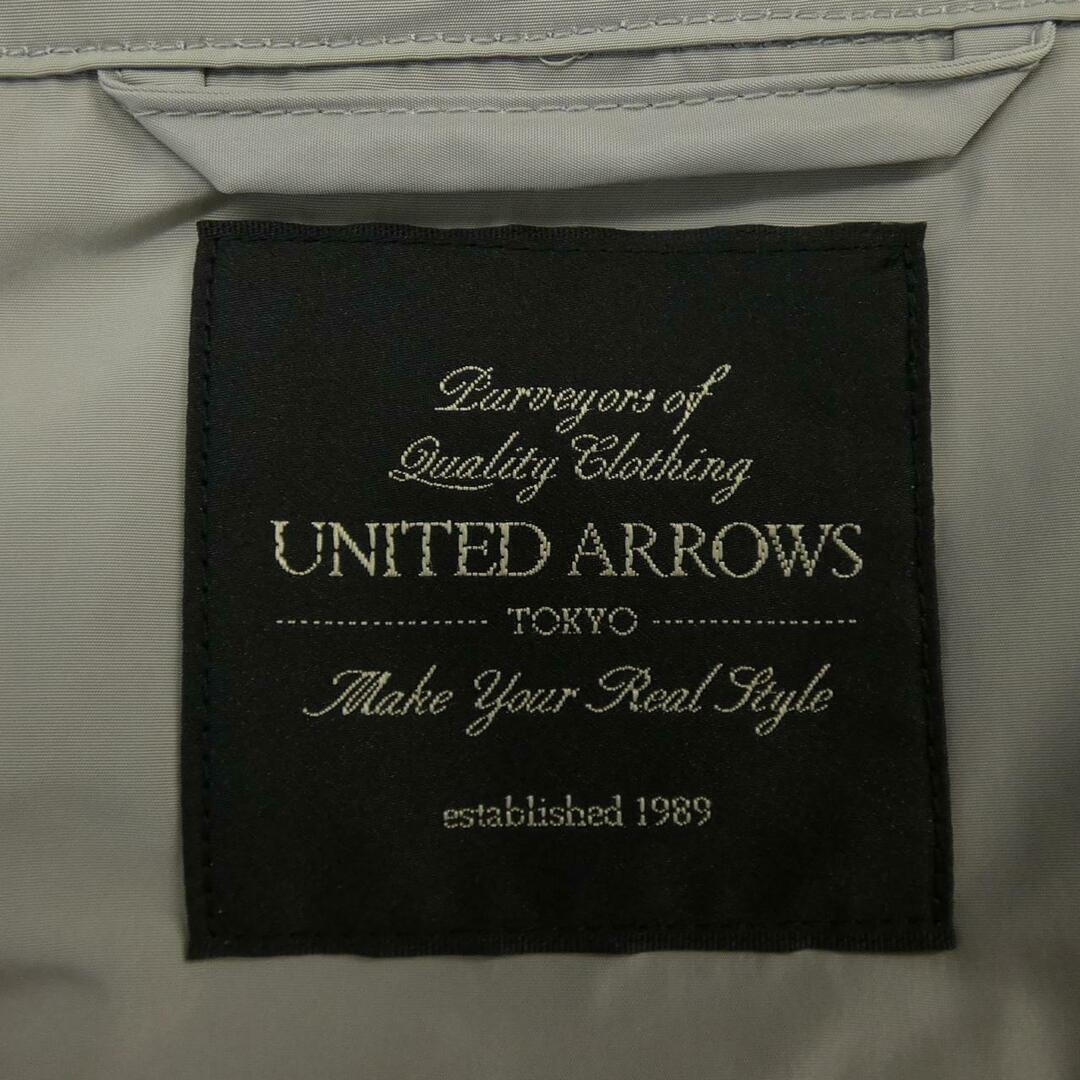 Purveyors of
Quality Clothing
UNITED ARROWS
TOKYO
Make Your Real Style
established 1989